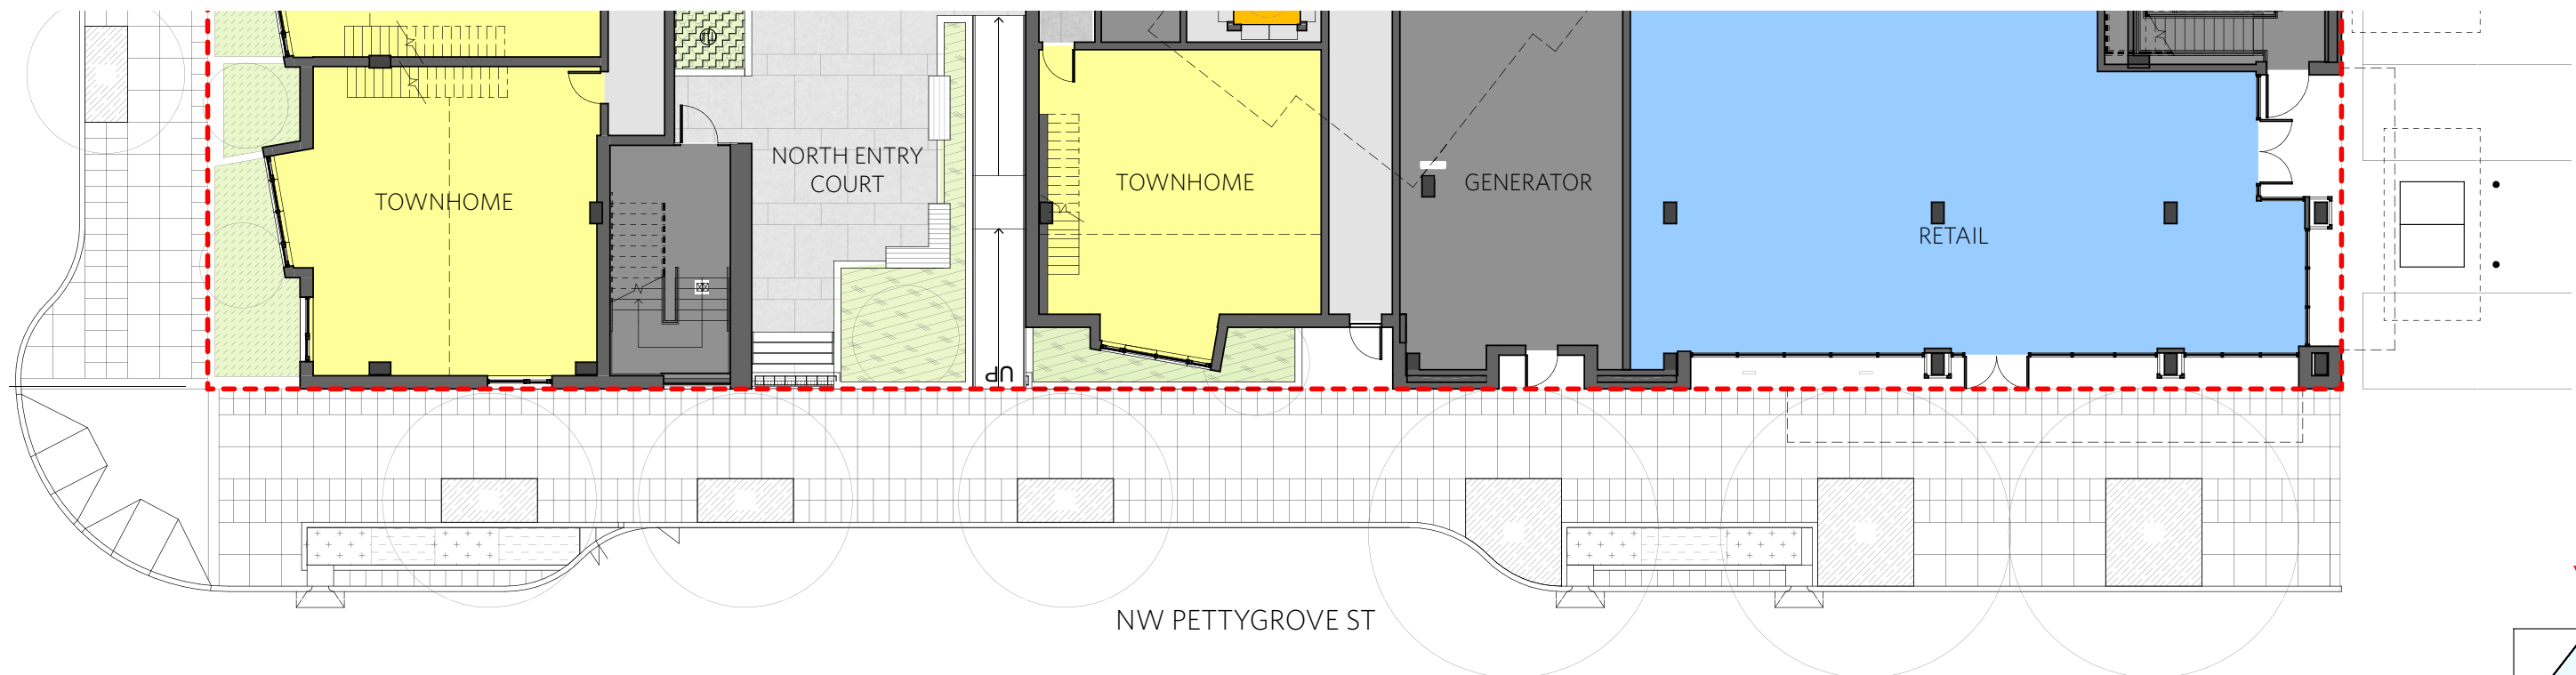 NORTH ENTRY
COURT
TOWNHOME
TOWNHOME
GENERATOR
RETAIL
UP
NW PETTYGROVE ST